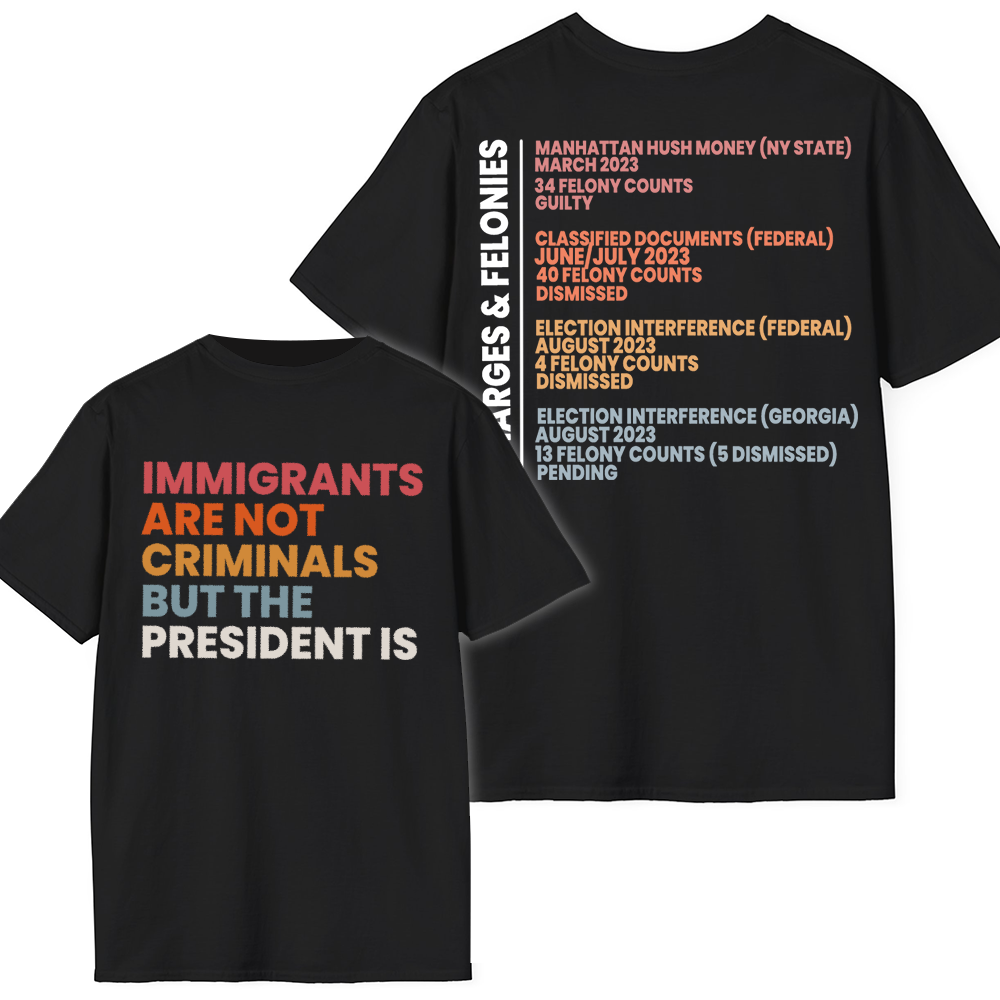 IMMIGRANTS
ARE NOT
CRIMINALS
BUT THE
PRESIDENT IS
& FELONIES
MANHATTAN HUSH MONEY (NY STATE)
MARCH 2023
34 FELONY COUNTS
GUILTY
CLASSIFIED DOCUMENTS (FEDERAL)
JUNE/JULY 2023
40 FELONY COUNTS
DISMISSED
ELECTION INTERFERENCE (FEDERAL)
AUGUST 2023
4 FELONY COUNTS
DISMISSED
ELECTION INTERFERENCE (GEORGIA)
AUGUST 2023
13 FELONY COUNTS (5 DISMISSED)
PENDING